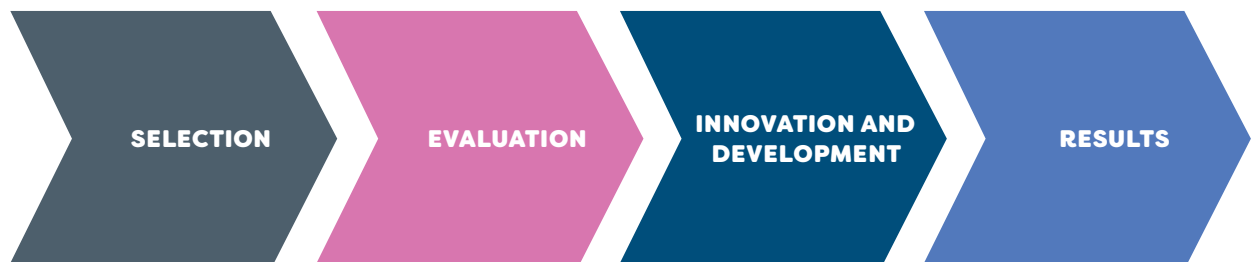 SELECTION
EVALUATION
INNOVATION AND
DEVELOPMENT
RESULTS